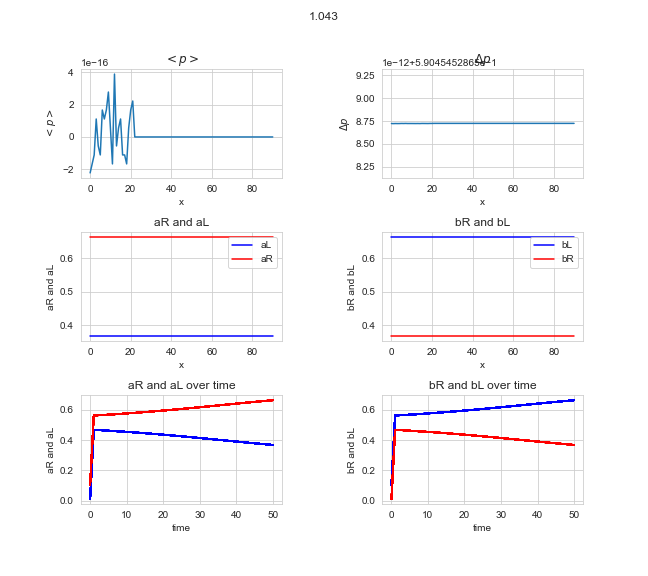 1.043
< p >
1e−16
4
2
0
−2
< p >
0 20 40 60 80
x
Δp
1e−12+5.9045452865e−1
9.25
9.00
8.75
8.50
8.25
Δp
0 20 40 60 80
x
aR and aL
0.6
0.5
0.4
aR and aL
aL
aR
0 20 40 60 80
x
bR and bL
0.6
0.5
0.4
bR and bL
bL
bR
0 20 40 60 80
x
aR and aL over time
0.6
0.4
0.2
0.0
aR and aL
0 10 20 30 40 50
time
bR and bL over time
0.6
0.4
0.2
0.0
bR and bL
0 10 20 30 40 50
time